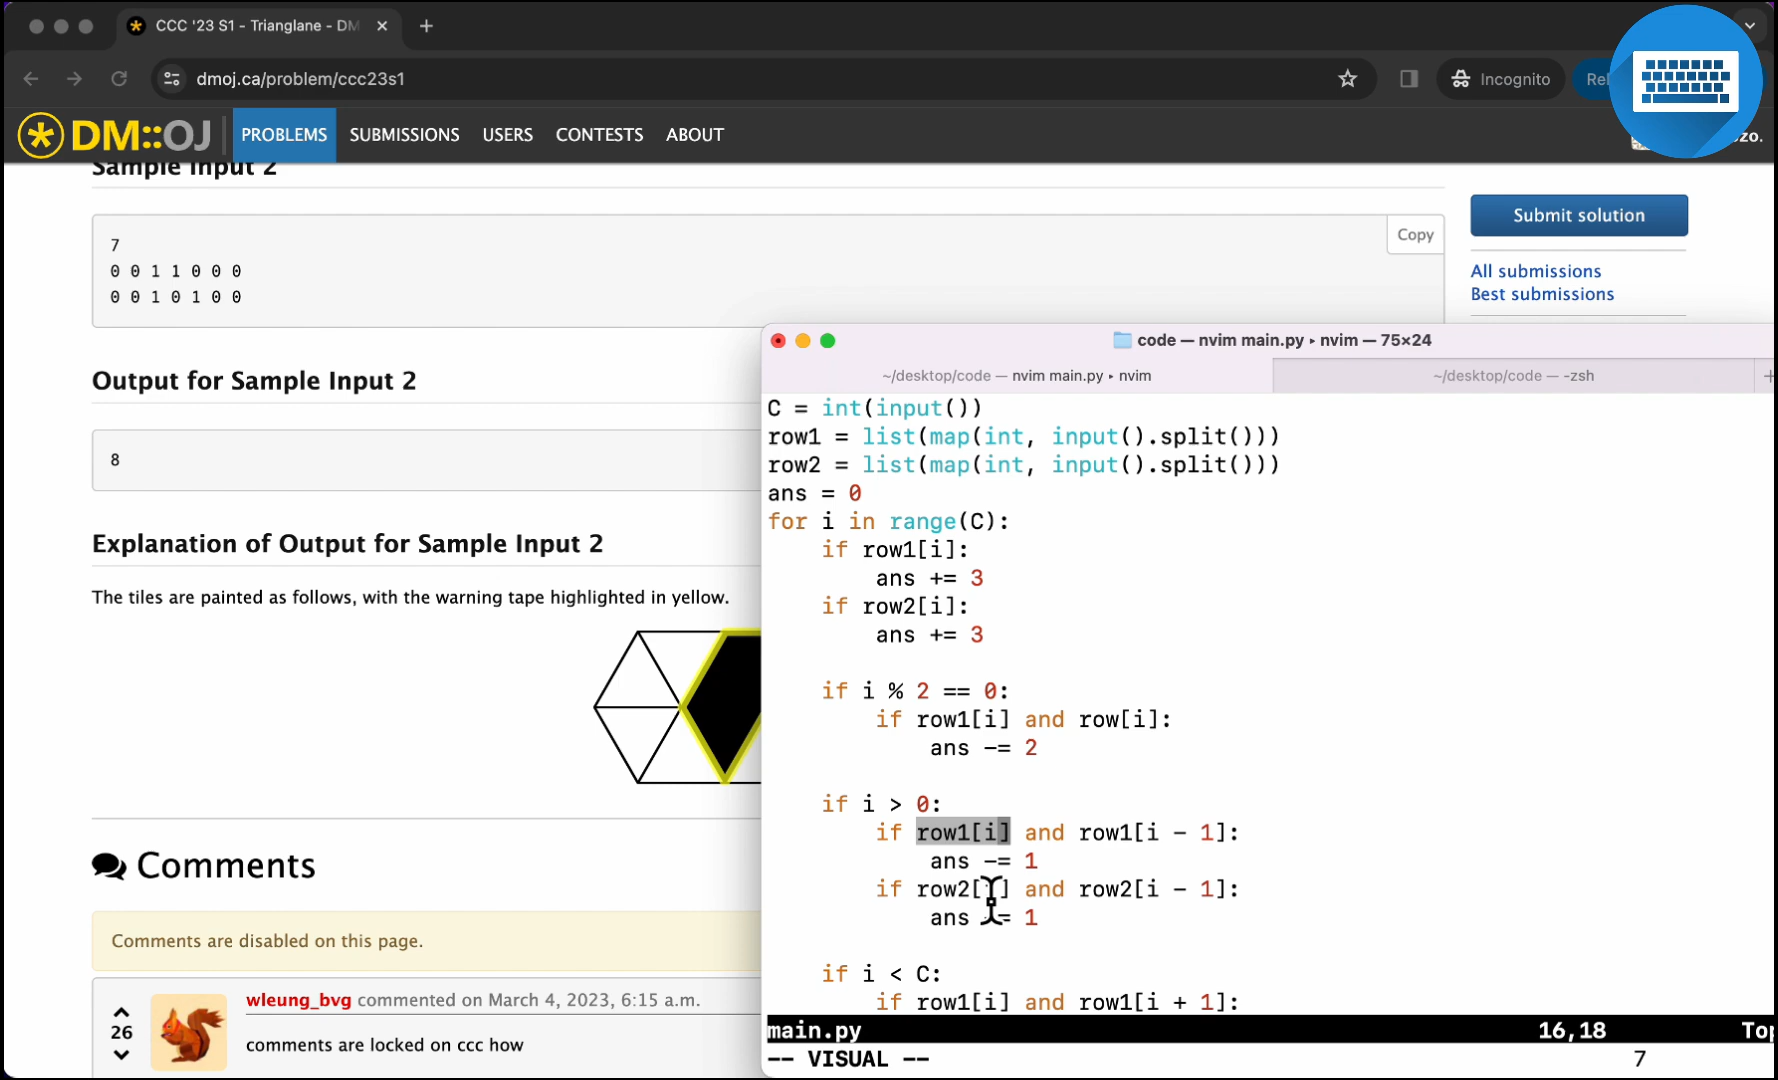 CCC '23 S1 - Trianglane - DM
dmoj.ca/problem/ccc23s1
Incognito
Rel
DM::OJ
PROBLEMS
SUBMISSIONS
USERS
CONTESTS
ABOUT
zo.
Sample Input 2
7
0 0 1 1 0 0 0
0 0 1 0 1 0 0
Copy
Submit solution
All submissions
Best submissions
Output for Sample Input 2
8
Explanation of Output for Sample Input 2
The tiles are painted as follows, with the warning tape highlighted in yellow.
Comments
Comments are disabled on this page.
26
wleung_bvg commented on March 4, 2023, 6:15 a.m.
comments are locked on ccc how
code — nvim main.py ▸ nvim — 75×24
~/desktop/code — nvim main.py ▸ nvim
~/desktop/code — -zsh
C = int(input())
row1 = list(map(int, input().split()))
row2 = list(map(int, input().split()))
ans = 0
for i in range(C):
    if row1[i]:
        ans += 3
    if row2[i]:
        ans += 3
    if i % 2 == 0:
        if row1[i] and row[i]:
            ans -= 2
    if i > 0:
        if row1[i] and row1[i - 1]:
            ans -= 1
        if row2[i] and row2[i - 1]:
            ans -= 1
    if i < C:
        if row1[i] and row1[i + 1]:
main.py 16,18 Top
-- VISUAL -- 7